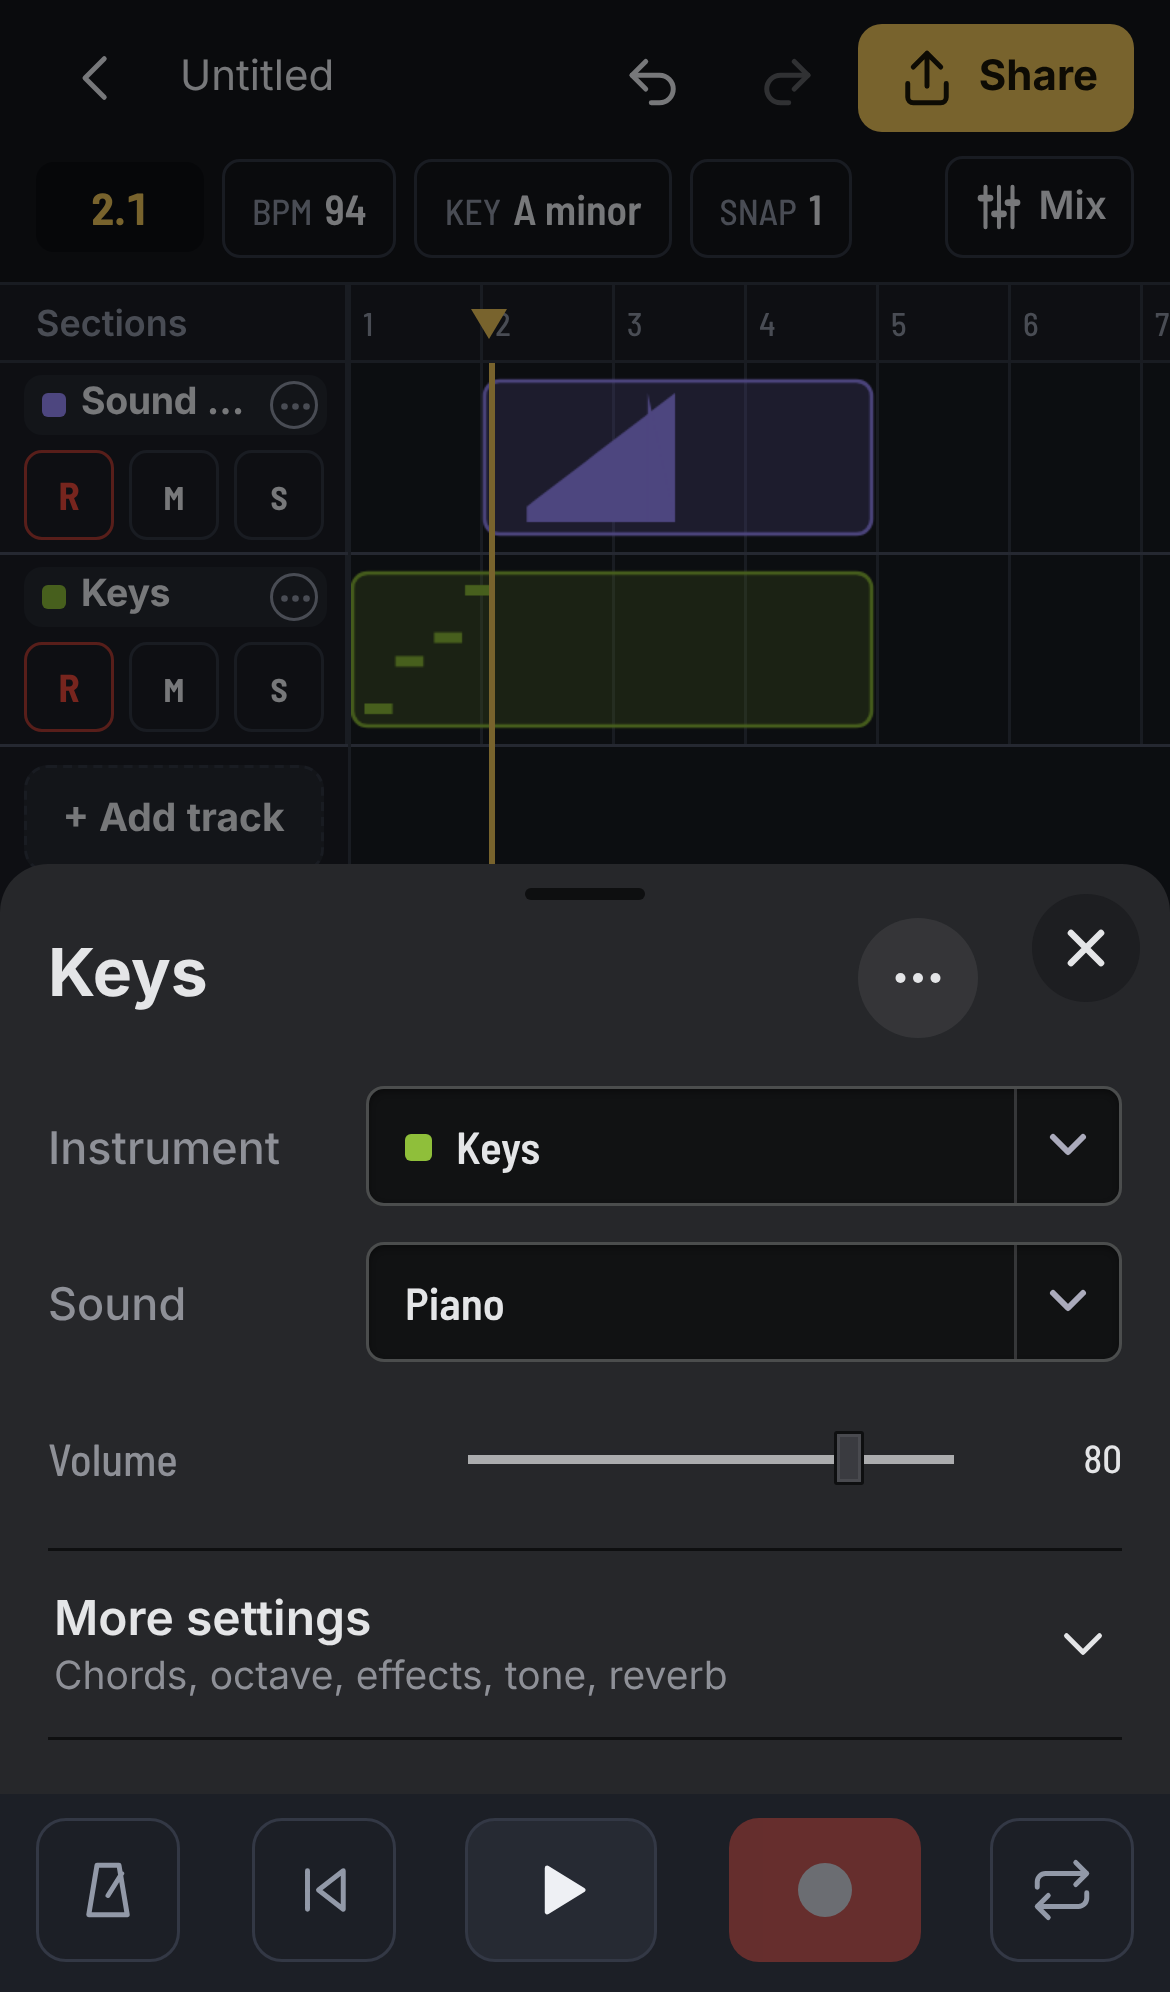 Untitled
Share
2.1
BPM 94
KEY A minor
SNAP 1
Mix
Sections
1 2 3 4 5 6 7
Sound ...
R M S
Keys
R M S
+ Add track
Keys
Instrument
Keys
Sound
Piano
Volume
80
More settings
Chords, octave, effects, tone, reverb